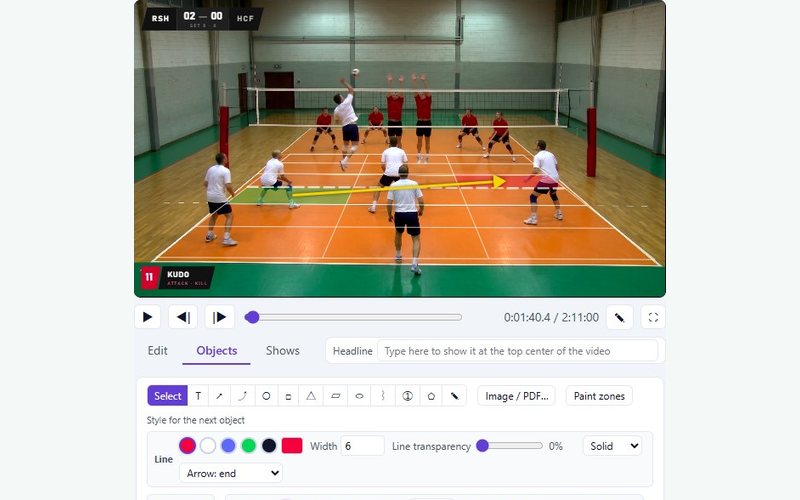 RSH 02 — 00 HCF
11 KUDO
ATTACK · KILL
0:01:40.4 / 2:11:00
Edit Objects Shows Headline Type here to show it at the top center of the video
Select T Image / PDF... Paint zones
Style for the next object
Line Width 6 Line transparency 0% Solid
Arrow: end